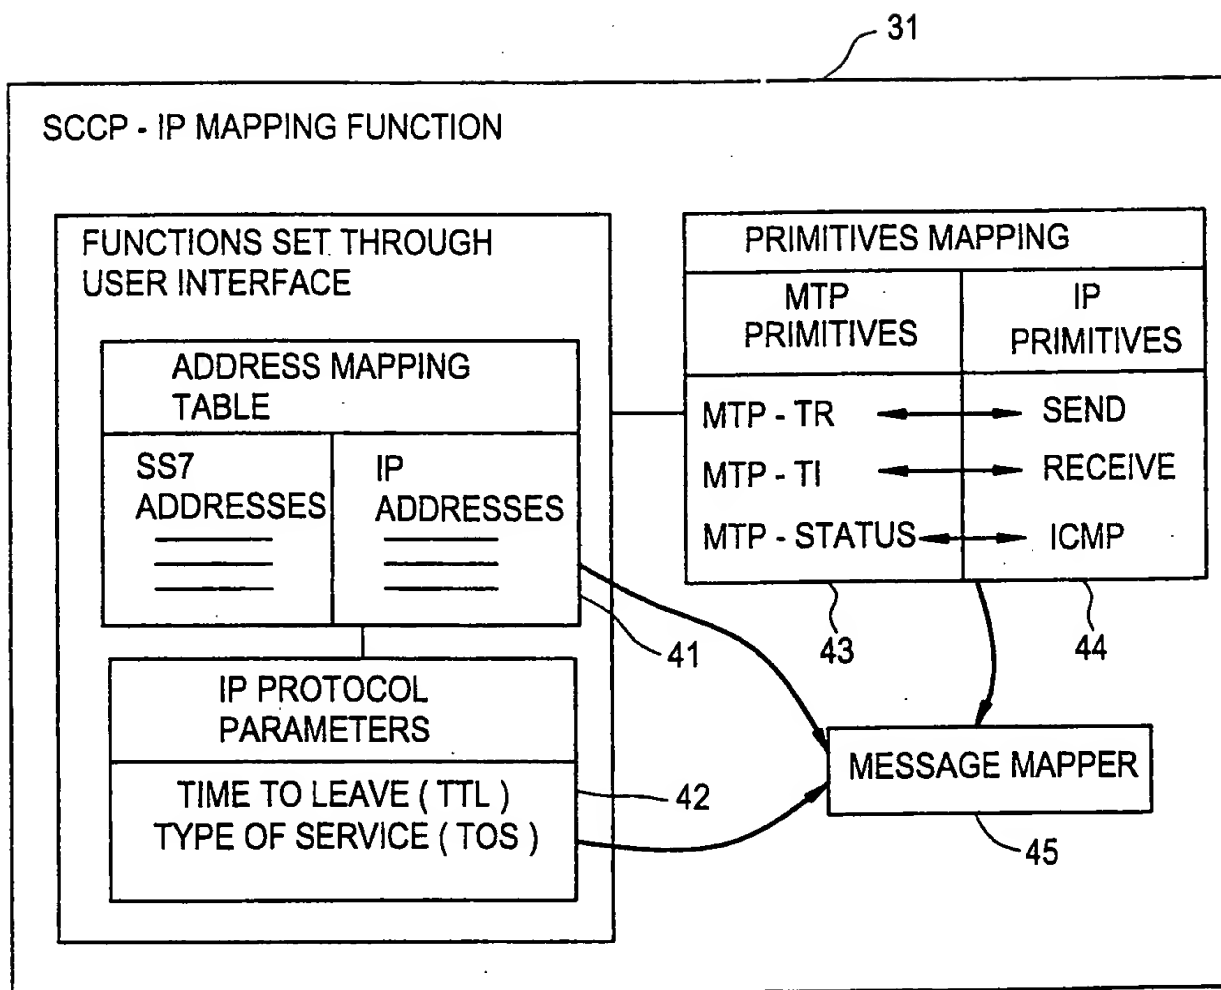 31
SCCP - IP MAPPING FUNCTION
FUNCTIONS SET THROUGH
USER INTERFACE
ADDRESS MAPPING
TABLE
SS7
ADDRESSES
IP
ADDRESSES
41
IP PROTOCOL
PARAMETERS
TIME TO LEAVE ( TTL )
TYPE OF SERVICE ( TOS )
42
PRIMITIVES MAPPING
MTP
PRIMITIVES
IP
PRIMITIVES
MTP - TR
SEND
MTP - TI
RECEIVE
MTP - STATUS
ICMP
43
44
MESSAGE MAPPER
45